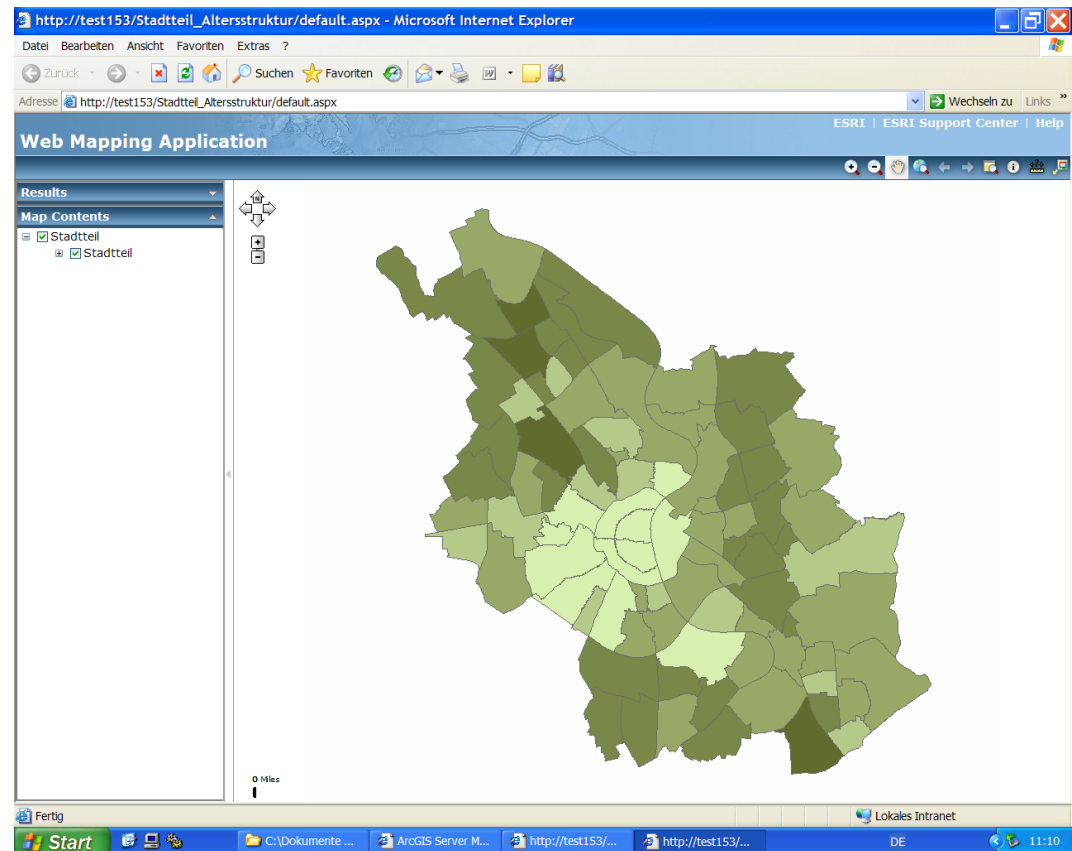 http://test153/Stadtteil_Altersstruktur/default.aspx - Microsoft Internet Explorer
Datei Bearbeiten Ansicht Favoriten Extras ?
Zurück Suchen Favoriten
Adresse http://test153/Stadtteil_Altersstruktur/default.aspx Wechseln zu Links »
ESRI | ESRI Support Center | Help
Web Mapping Application
Results
Map Contents
Stadtteil
Stadtteil
N
0 Miles
Fertig Lokales Intranet
Start C:\Dokumente ... ArcGIS Server M... http://test153/... http://test153/... DE 11:10